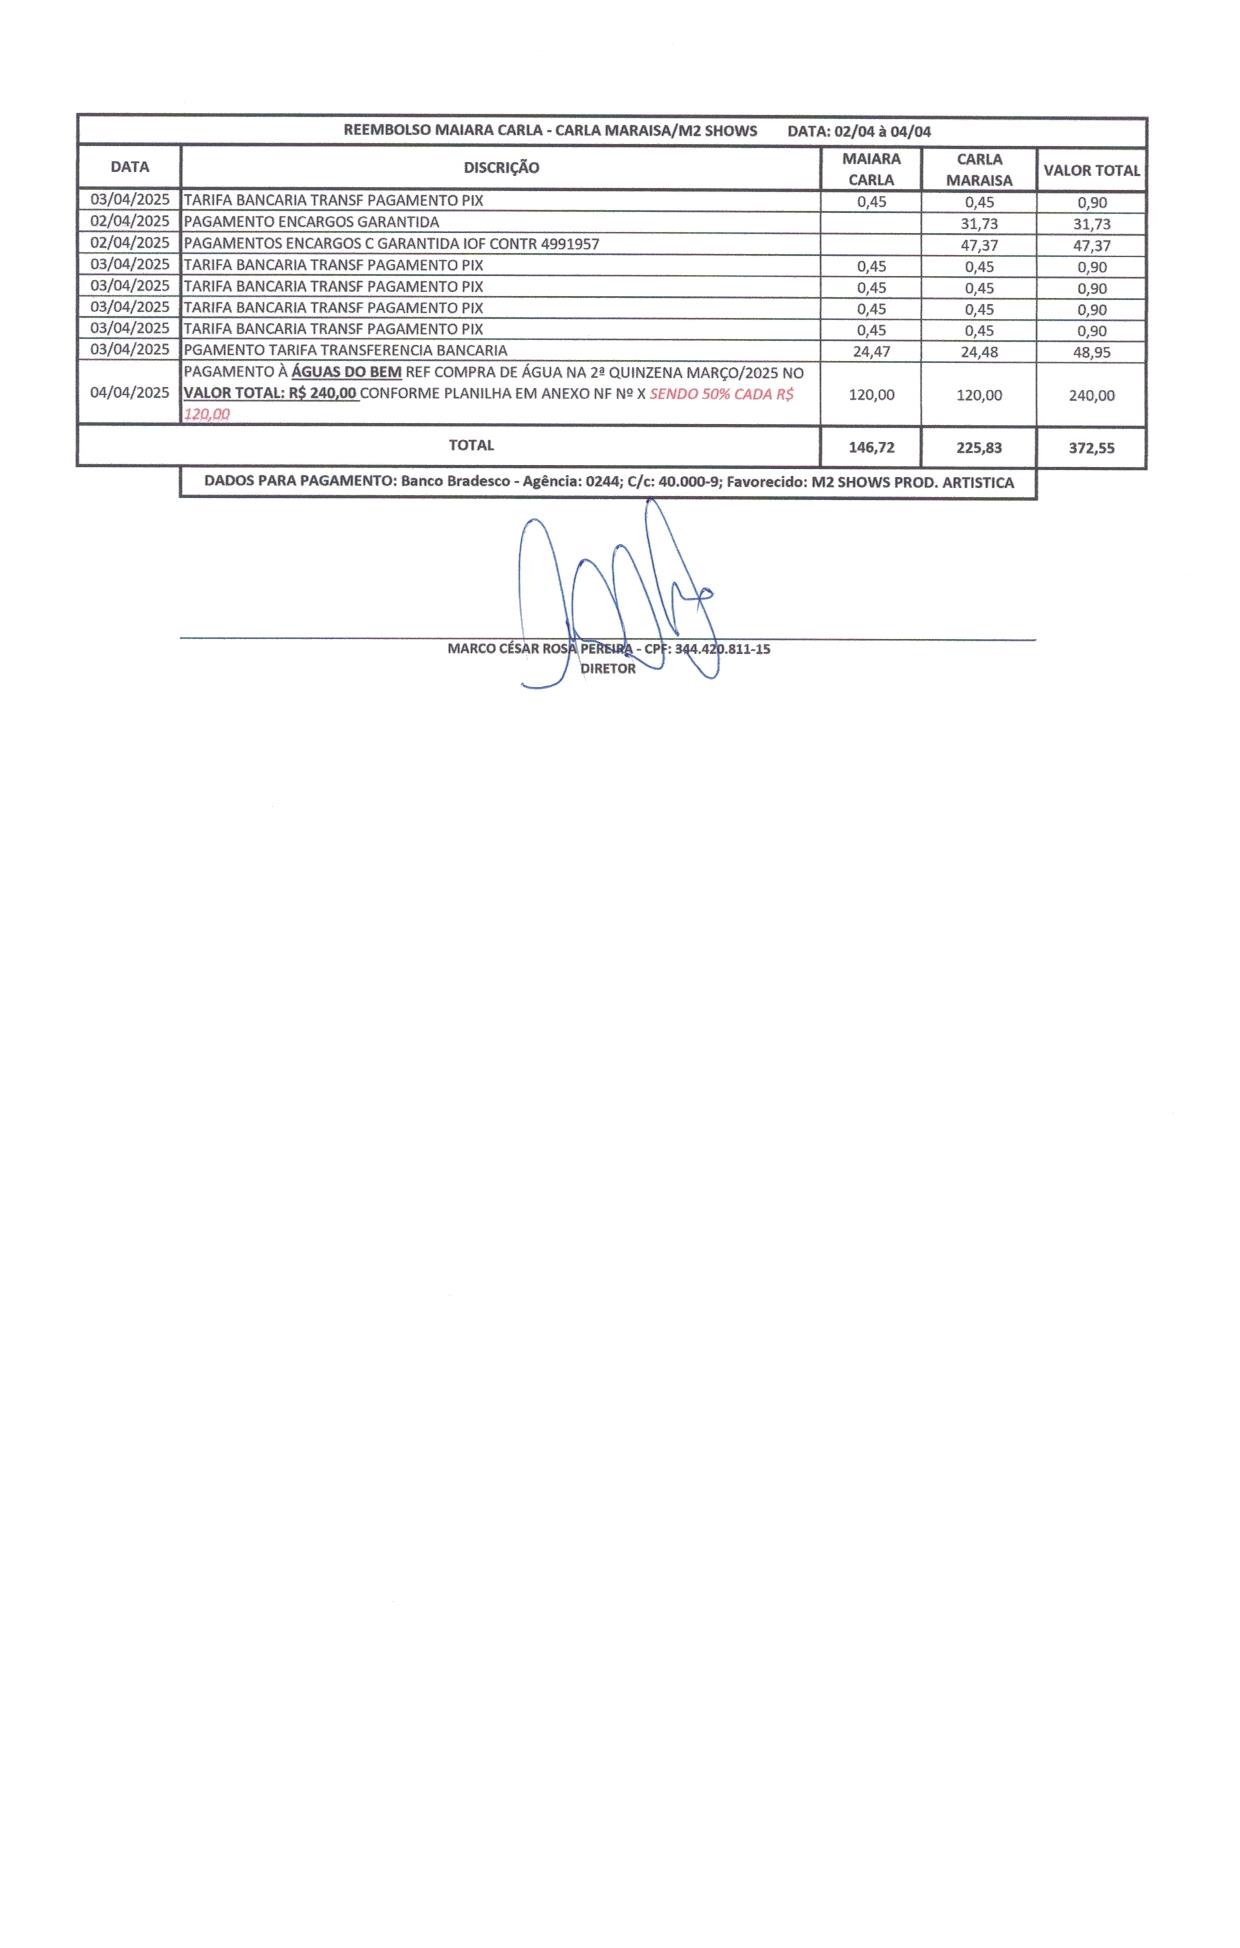 REEMBOLSO MAIARA CARLA - CARLA MARAISA/M2 SHOWS DATA: 02/04 à 04/04
DATA DISCRIÇÃO MAIARA CARLA CARLA MARAISA VALOR TOTAL
03/04/2025 TARIFA BANCARIA TRANSF PAGAMENTO PIX 0,45 0,45 0,90
02/04/2025 PAGAMENTO ENCARGOS GARANTIDA 31,73 31,73
02/04/2025 PAGAMENTOS ENCARGOS C GARANTIDA IOF CONTR 4991957 47,37 47,37
03/04/2025 TARIFA BANCARIA TRANSF PAGAMENTO PIX 0,45 0,45 0,90
03/04/2025 TARIFA BANCARIA TRANSF PAGAMENTO PIX 0,45 0,45 0,90
03/04/2025 TARIFA BANCARIA TRANSF PAGAMENTO PIX 0,45 0,45 0,90
03/04/2025 TARIFA BANCARIA TRANSF PAGAMENTO PIX 0,45 0,45 0,90
03/04/2025 PGAMENTO TARIFA TRANSFERENCIA BANCARIA 24,47 24,48 48,95
PAGAMENTO À ÁGUAS DO BEM REF COMPRA DE ÁGUA NA 2ª QUINZENA MARÇO/2025 NO
04/04/2025 VALOR TOTAL: R$ 240,00 CONFORME PLANILHA EM ANEXO NF Nº X SENDO 50% CADA R$ 120,00 120,00 240,00
120,00
TOTAL 146,72 225,83 372,55
DADOS PARA PAGAMENTO: Banco Bradesco - Agência: 0244; C/c: 40.000-9; Favorecido: M2 SHOWS PROD. ARTISTICA
MARCO CÉSAR ROSA PEREIRA - CPF: 344.420.811-15
DIRETOR